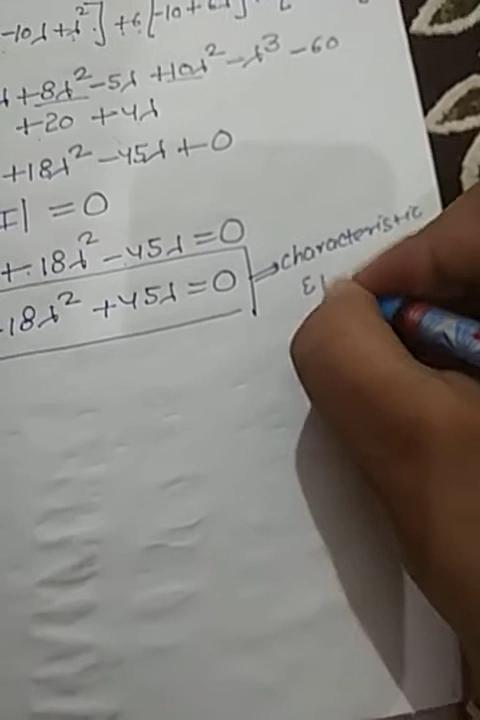 -10λ+λ²] + 6[-10+6λ]
+8λ² -5λ +10λ² -λ³ -60
+20 +4λ
+18λ² -45λ +0
I| =0
+18λ² -45λ =0
-18λ² +45λ =0
→ characteristic